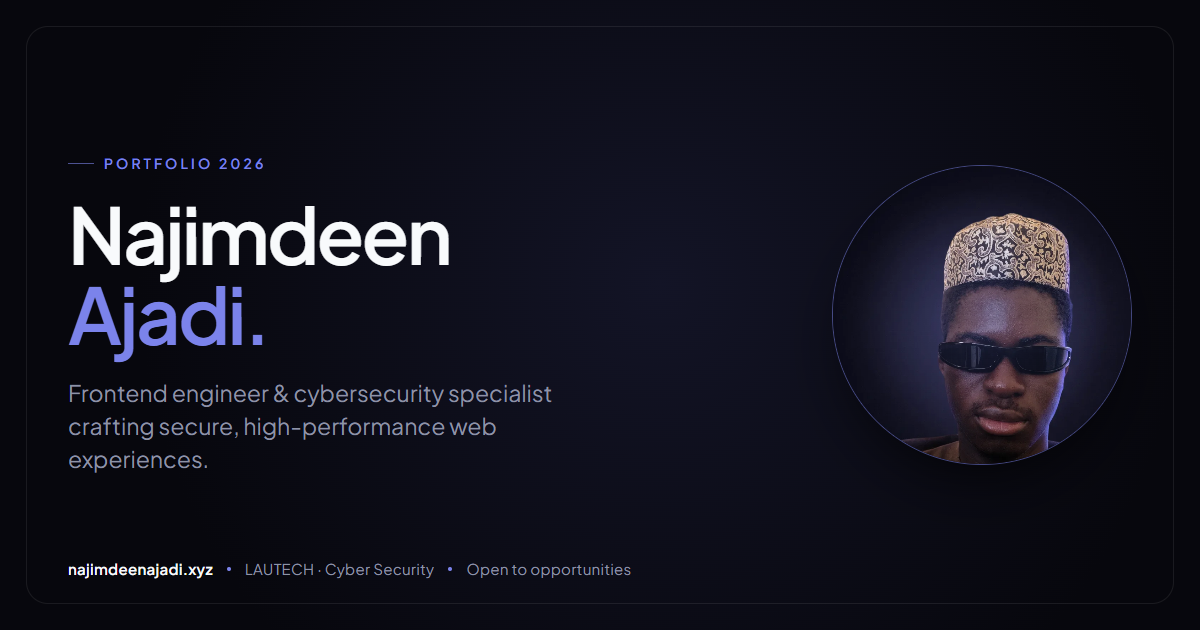 PORTFOLIO 2026
Najimdeen
Ajadi.
Frontend engineer & cybersecurity specialist
crafting secure, high-performance web
experiences.
najimdeenajadi.xyz • LAUTECH · Cyber Security • Open to opportunities